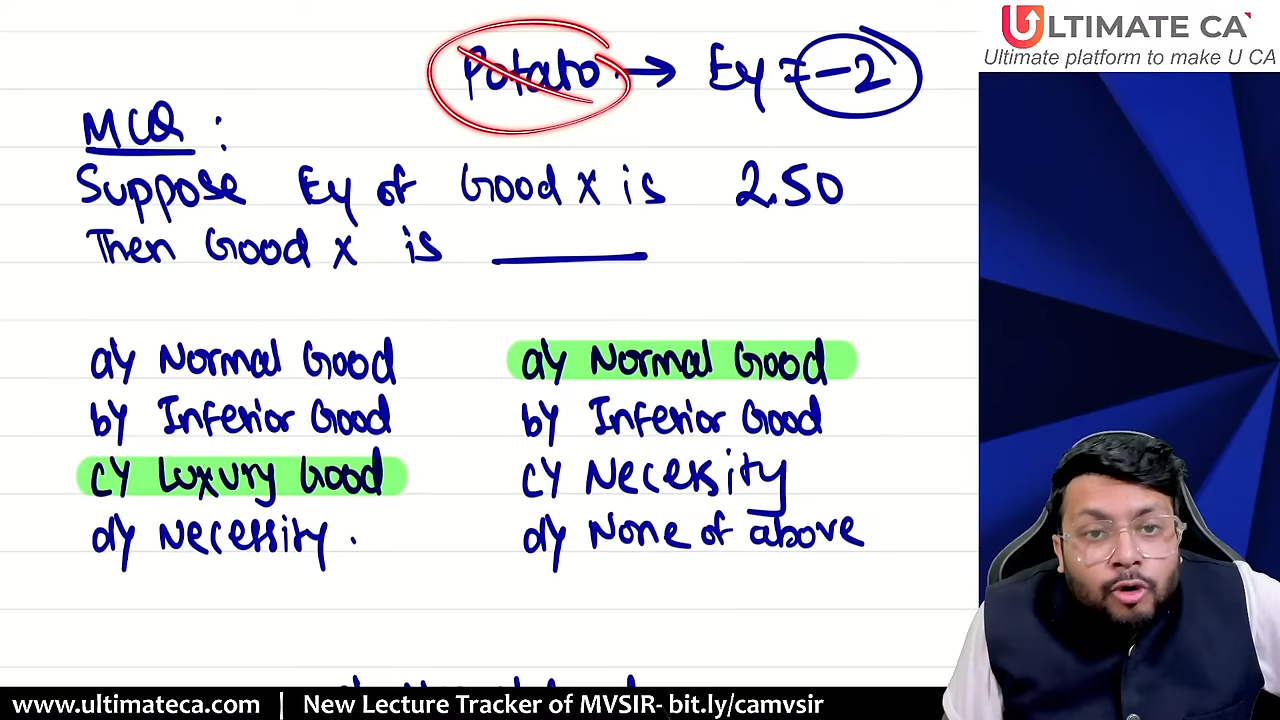 ULTIMATE CA
Ultimate platform to make U CA
Potato → Ey = -2
MCQ :
Suppose Ey of Good X is 2.50
Then Good X is ______
a) Normal Good
b) Inferior Good
c) Luxury Good
d) Necessity .
a) Normal Good
b) Inferior Good
c) Necessity
d) None of above
www.ultimateca.com | New Lecture Tracker of MVSIR- bit.ly/camvsir